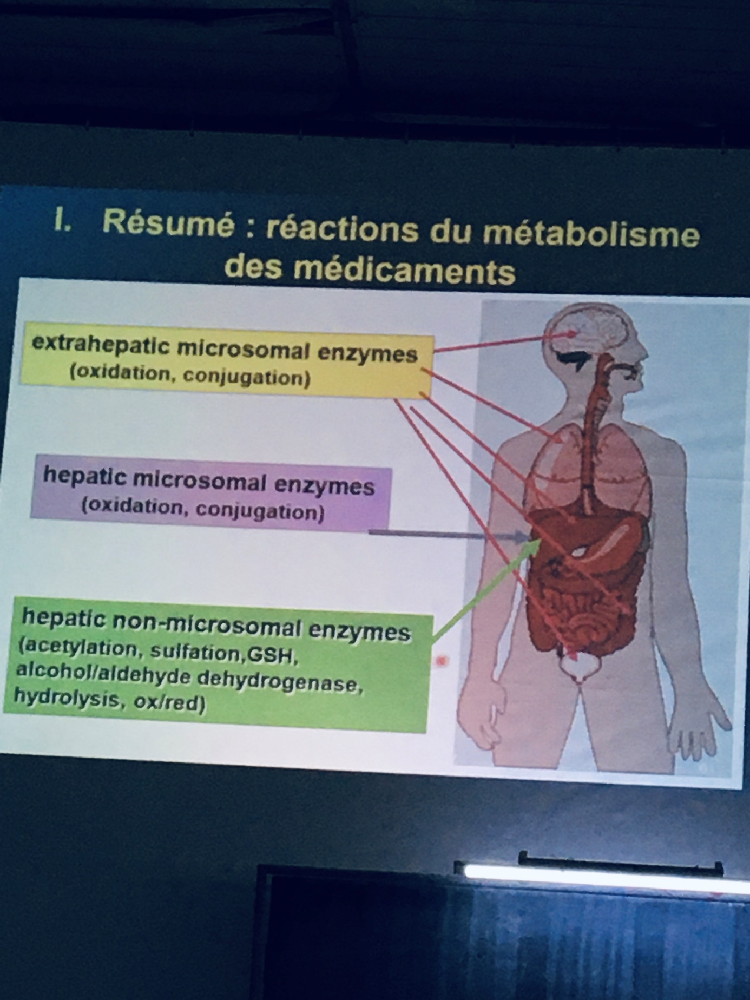 I. Résumé : réactions du métabolisme
des médicaments
extrahepatic microsomal enzymes
(oxidation, conjugation)
hepatic microsomal enzymes
(oxidation, conjugation)
hepatic non-microsomal enzymes
(acetylation, sulfation,GSH,
alcohol/aldehyde dehydrogenase,
hydrolysis, ox/red)